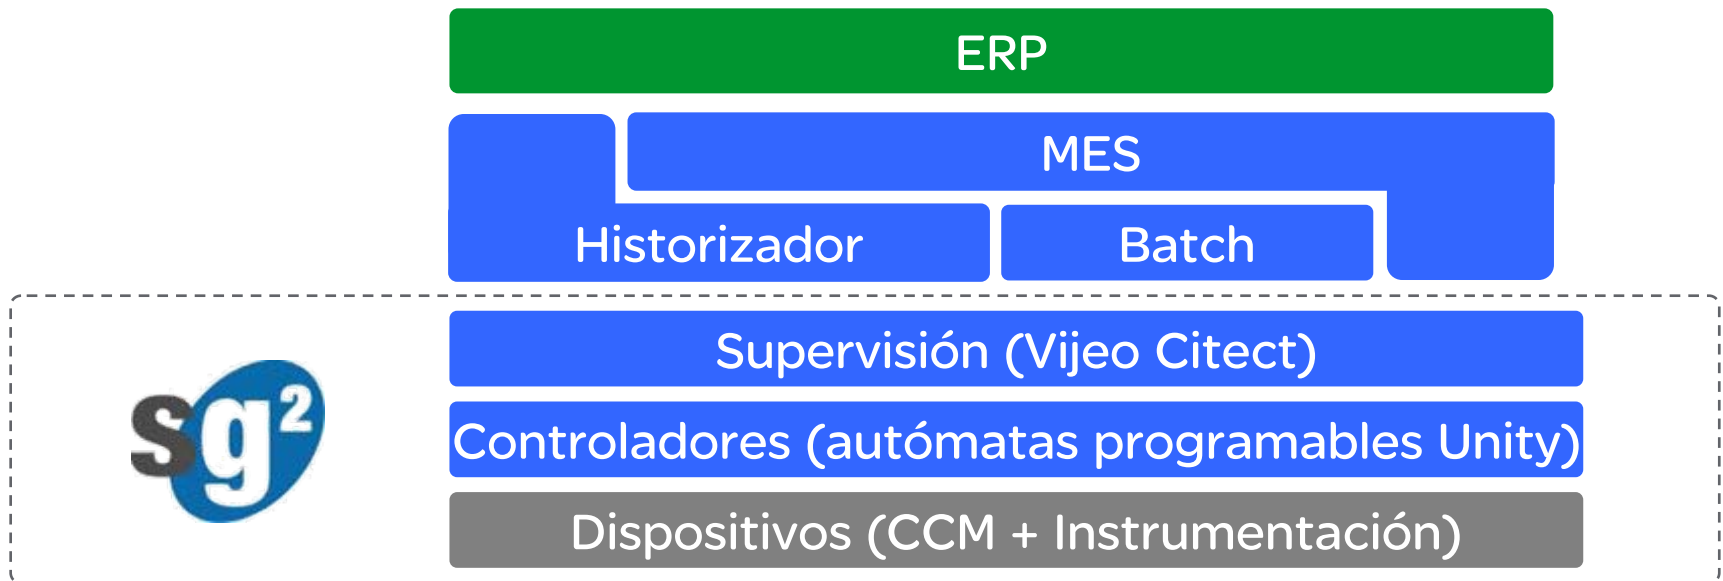 ERP
MES
Historizador
Batch
Supervisión (Vijeo Citect)
sg²
Controladores (autómatas programables Unity)
Dispositivos (CCM + Instrumentación)